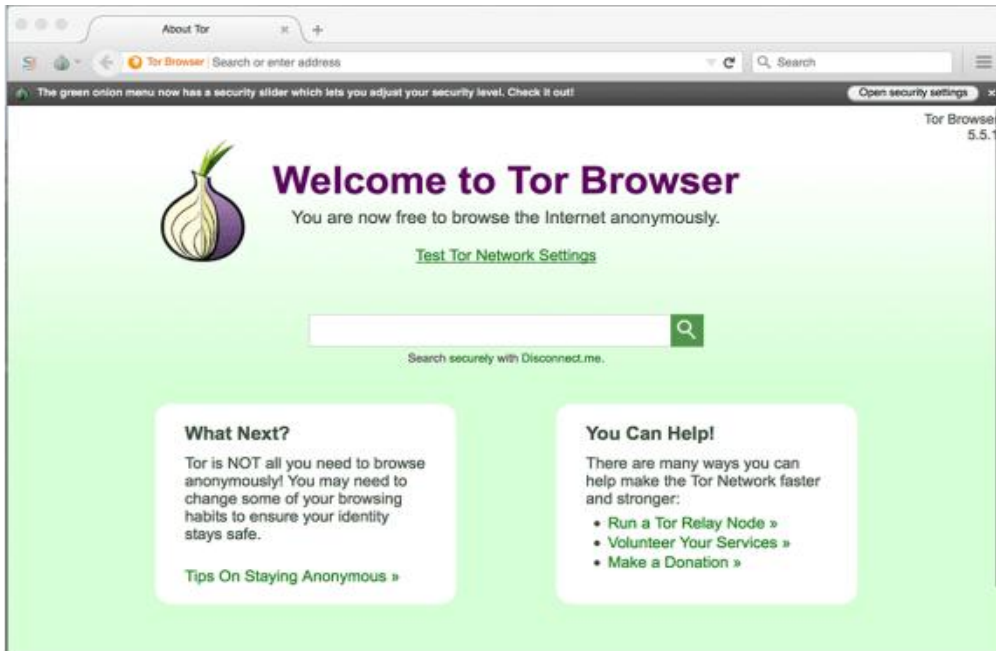 About Tor
Tor Browser Search or enter address
Search
The green onion menu now has a security slider which lets you adjust your security level. Check it out!
Open security settings
Tor Browser
5.5.1
Welcome to Tor Browser
You are now free to browse the Internet anonymously.
Test Tor Network Settings
Search securely with Disconnect.me.
What Next?
Tor is NOT all you need to browse
anonymously! You may need to
change some of your browsing
habits to ensure your identity
stays safe.
Tips On Staying Anonymous »
You Can Help!
There are many ways you can
help make the Tor Network faster
and stronger:
• Run a Tor Relay Node »
• Volunteer Your Services »
• Make a Donation »